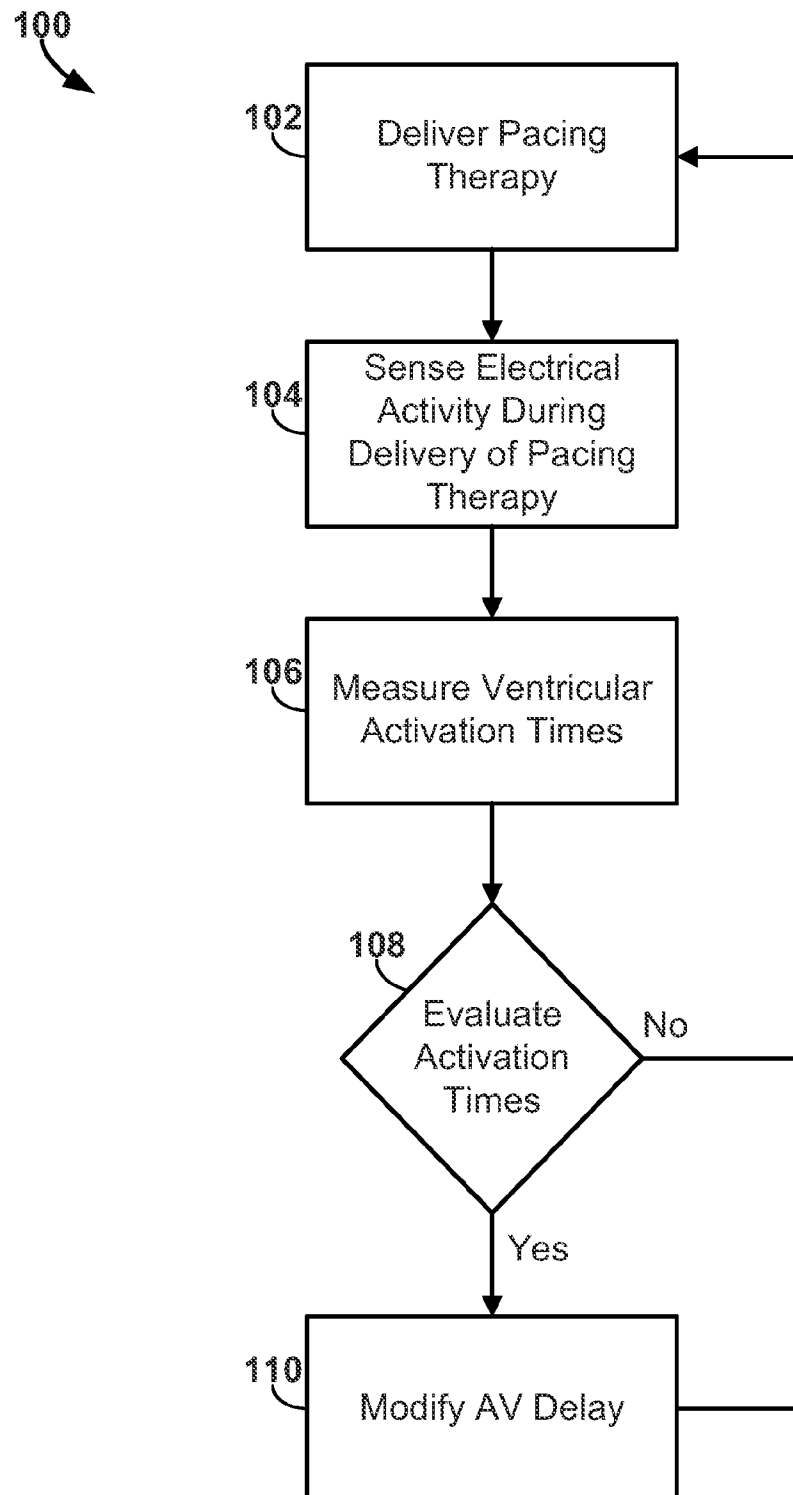 100
102
Deliver Pacing
Therapy
104
Sense Electrical
Activity During
Delivery of Pacing
Therapy
106
Measure Ventricular
Activation Times
108
Evaluate
Activation
Times
No
Yes
110
Modify AV Delay